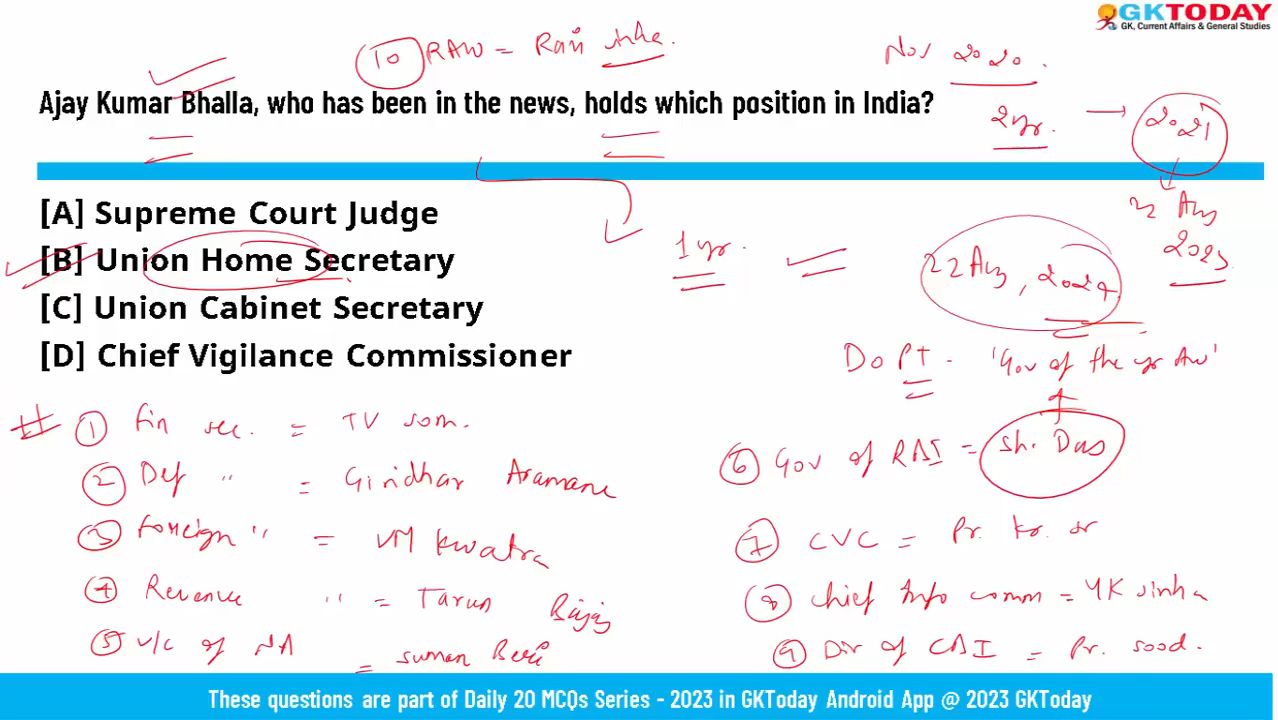 GKTODAY
GK, Current Affairs & General Studies
10 RAW = Ravi sinha.
Nov 2020.
Ajay Kumar Bhalla, who has been in the news, holds which position in India?
2yr. → 2021
22 Aug 2023
[A] Supreme Court Judge
[B] Union Home Secretary
1yr.
22 Aug, 2024
[C] Union Cabinet Secretary
[D] Chief Vigilance Commissioner
DoPT - 'Gov of the yr Aw'
# 1 Fin sec. = TV som.
2 Def " = Giridhar Aramane
3 Foreign " = VM Kwatra
4 Revenue " = Tarun Bajaj
5 V/C of NA = suman Beri
6 Gov of RBI = Sh. Das
7 CVC = Pr. Kr. sr
8 Chief Info comm = YK sinha
9 Dir of CBI = Pr. sood.
These questions are part of Daily 20 MCQs Series - 2023 in GKToday Android App @ 2023 GKToday